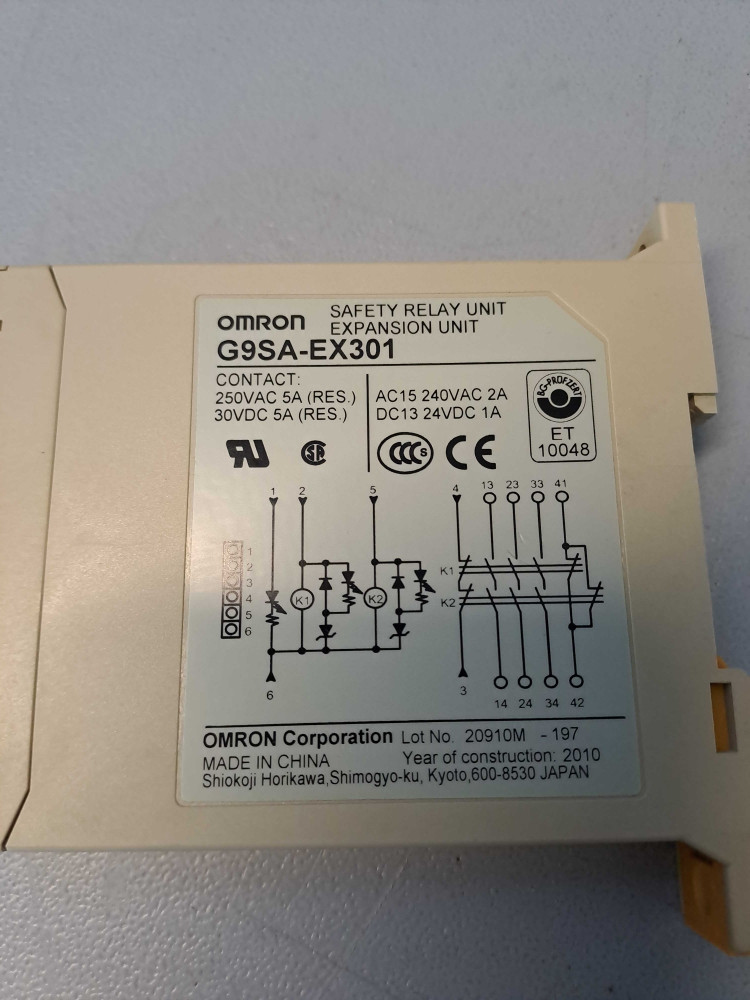 OMRON
SAFETY RELAY UNIT
EXPANSION UNIT
G9SA-EX301
CONTACT:
250VAC 5A (RES.)
30VDC 5A (RES.)
AC15 240VAC 2A
DC13 24VDC 1A
BG-PRÜFZERT
ET
10048
RU
SA
CCC S
CE
1 2 5 4 13 23 33 41
1
2
3
4
5
6
K1 K2
K1
K2
6 3 14 24 34 42
OMRON Corporation Lot No. 20910M - 197
MADE IN CHINA Year of construction: 2010
Shiokoji Horikawa,Shimogyo-ku, Kyoto,600-8530 JAPAN